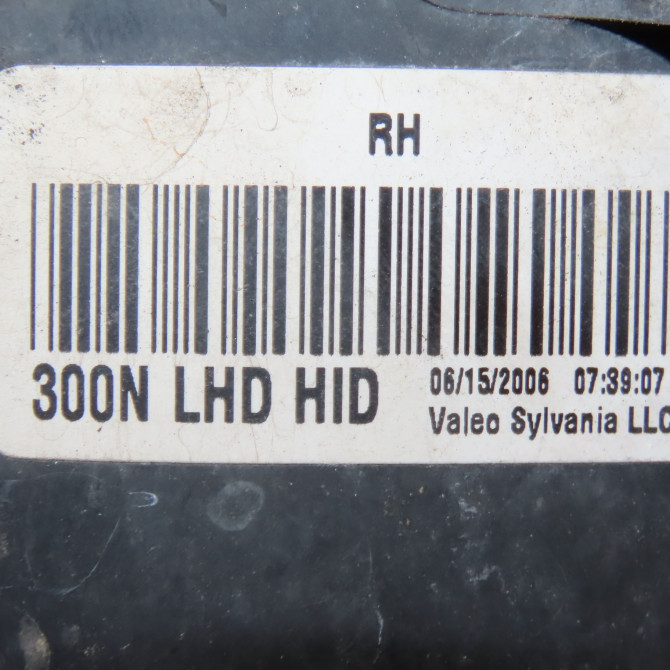 RH
300N LHD HID
06/15/2006 07:39:07
Valeo Sylvania LLC